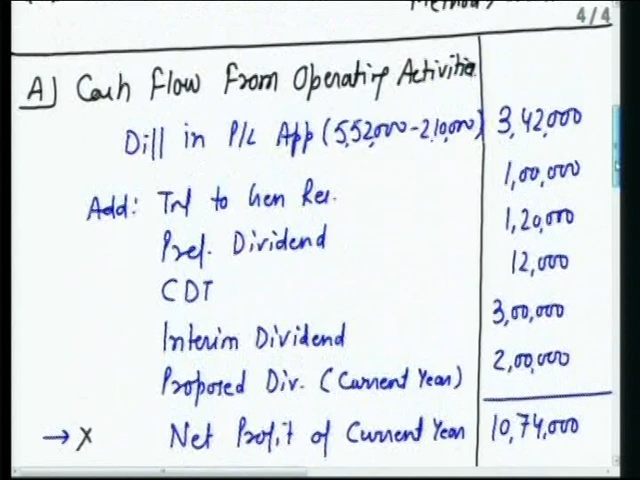 Method
4/4
A] Cash Flow From Operating Activities
Dill in P/L App (5,52,000-2,10,000) 3,42,000
Add: Trf to Gen Res. 1,00,000
Pref. Dividend 1,20,000
CDT 12,000
Interim Dividend 3,00,000
Proposed Div. (Current Year) 2,00,000
→ X Net Profit of Current Year 10,74,000